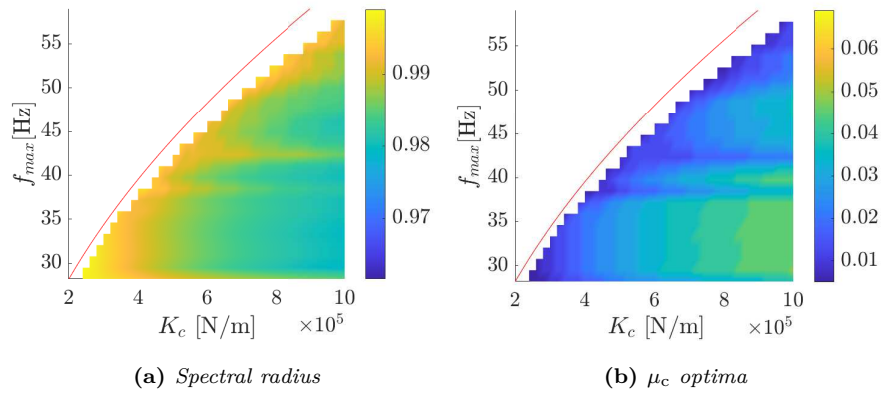 55
50
45
40
35
30
f_max[Hz]
2 4 6 8 10
K_c [N/m] ×10^5
0.99
0.98
0.97
(a) Spectral radius
55
50
45
40
35
30
f_max[Hz]
2 4 6 8 10
K_c [N/m] ×10^5
0.06
0.05
0.04
0.03
0.02
0.01
(b) μ_c optima